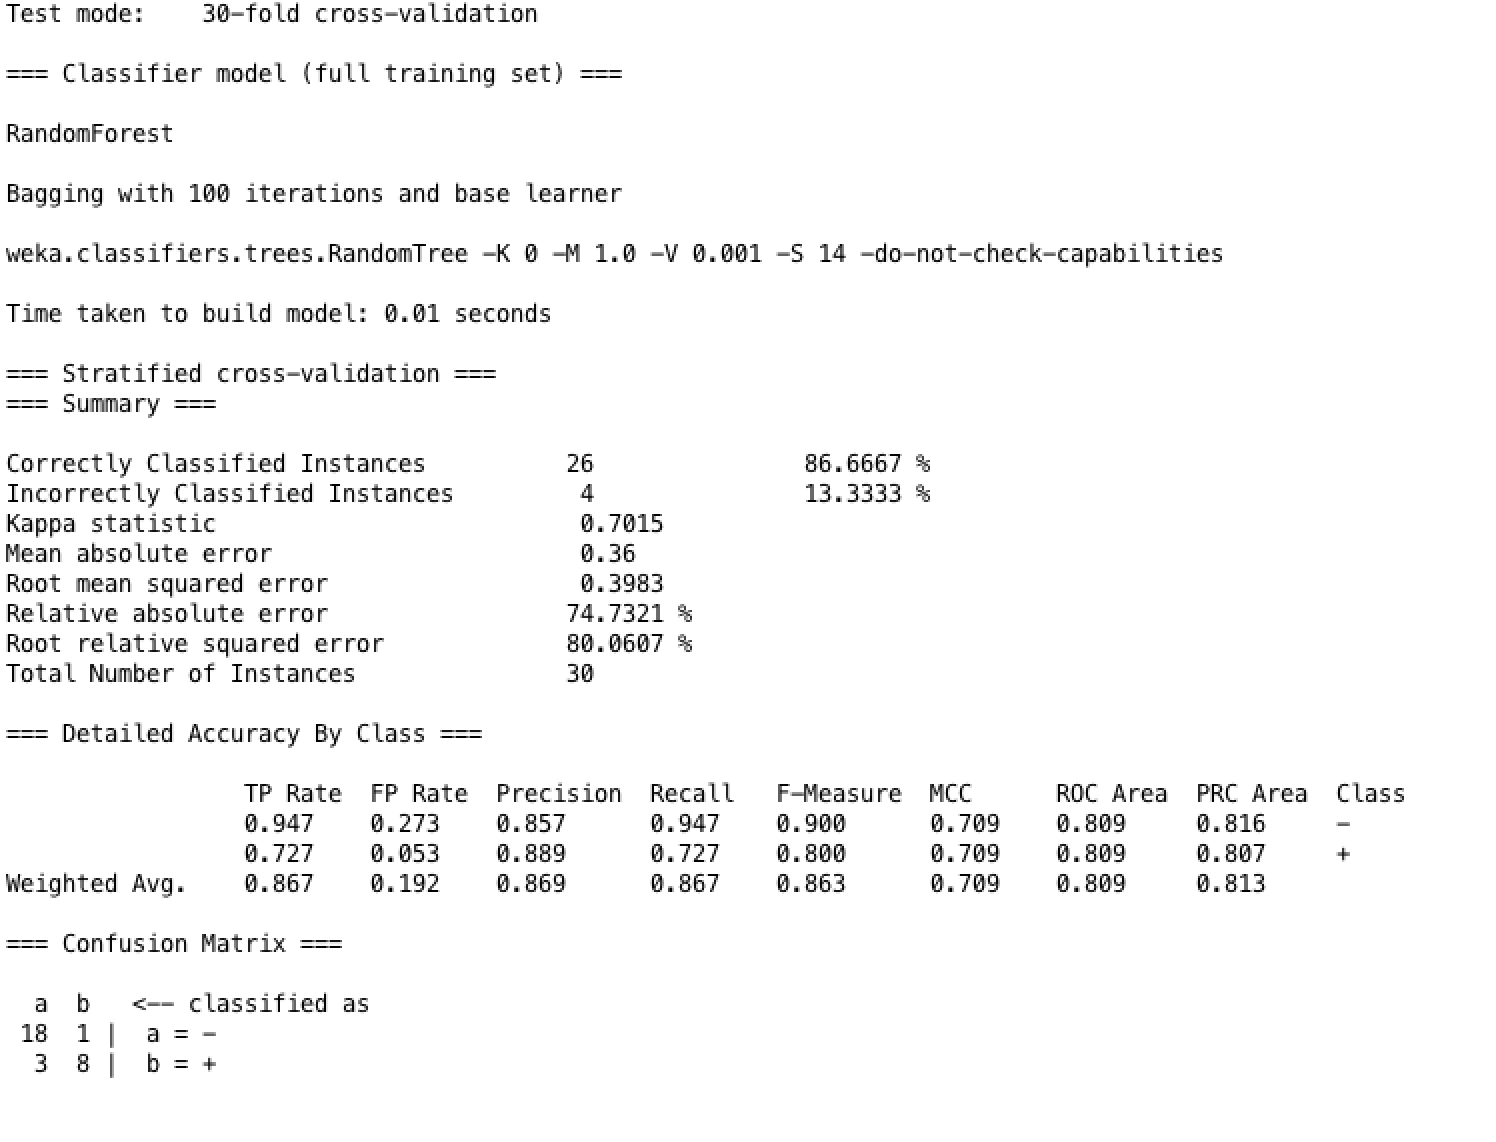 Test mode:    30-fold cross-validation
=== Classifier model (full training set) ===
RandomForest
Bagging with 100 iterations and base learner
weka.classifiers.trees.RandomTree -K 0 -M 1.0 -V 0.001 -S 14 -do-not-check-capabilities
Time taken to build model: 0.01 seconds
=== Stratified cross-validation ===
=== Summary ===
Correctly Classified Instances          26               86.6667 %
Incorrectly Classified Instances         4               13.3333 %
Kappa statistic                          0.7015
Mean absolute error                      0.36
Root mean squared error                  0.3983
Relative absolute error                 74.7321 %
Root relative squared error             80.0607 %
Total Number of Instances               30
=== Detailed Accuracy By Class ===
                 TP Rate  FP Rate  Precision  Recall   F-Measure  MCC      ROC Area  PRC Area  Class
                 0.947    0.273    0.857      0.947    0.900      0.709    0.809     0.816     -
                 0.727    0.053    0.889      0.727    0.800      0.709    0.809     0.807     +
Weighted Avg.    0.867    0.192    0.869      0.867    0.863      0.709    0.809     0.813
=== Confusion Matrix ===
  a  b   <-- classified as
 18  1 |  a = -
  3  8 |  b = +